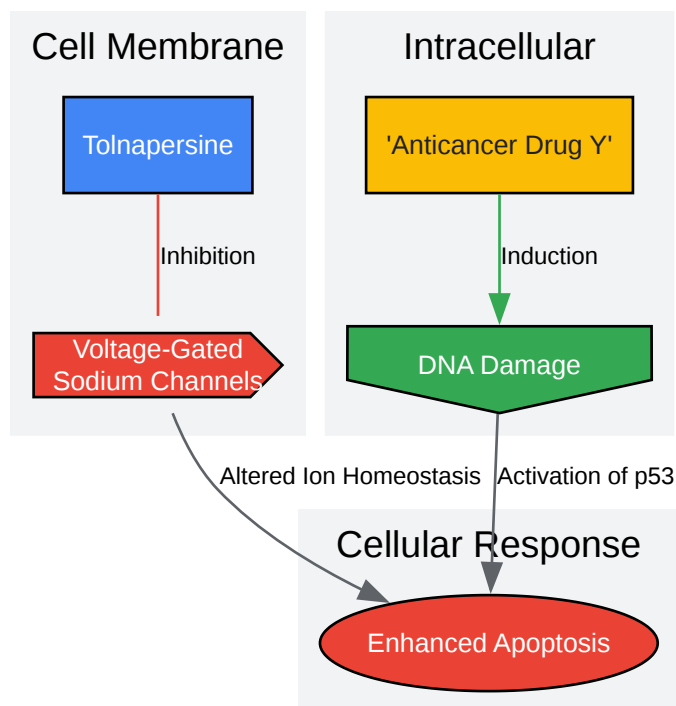 Cell Membrane
Intracellular
Tolnapersine
'Anticancer Drug Y'
Inhibition
Induction
Voltage-Gated
Sodium Channels
DNA Damage
Altered Ion Homeostasis
Activation of p53
Cellular Response
Enhanced Apoptosis